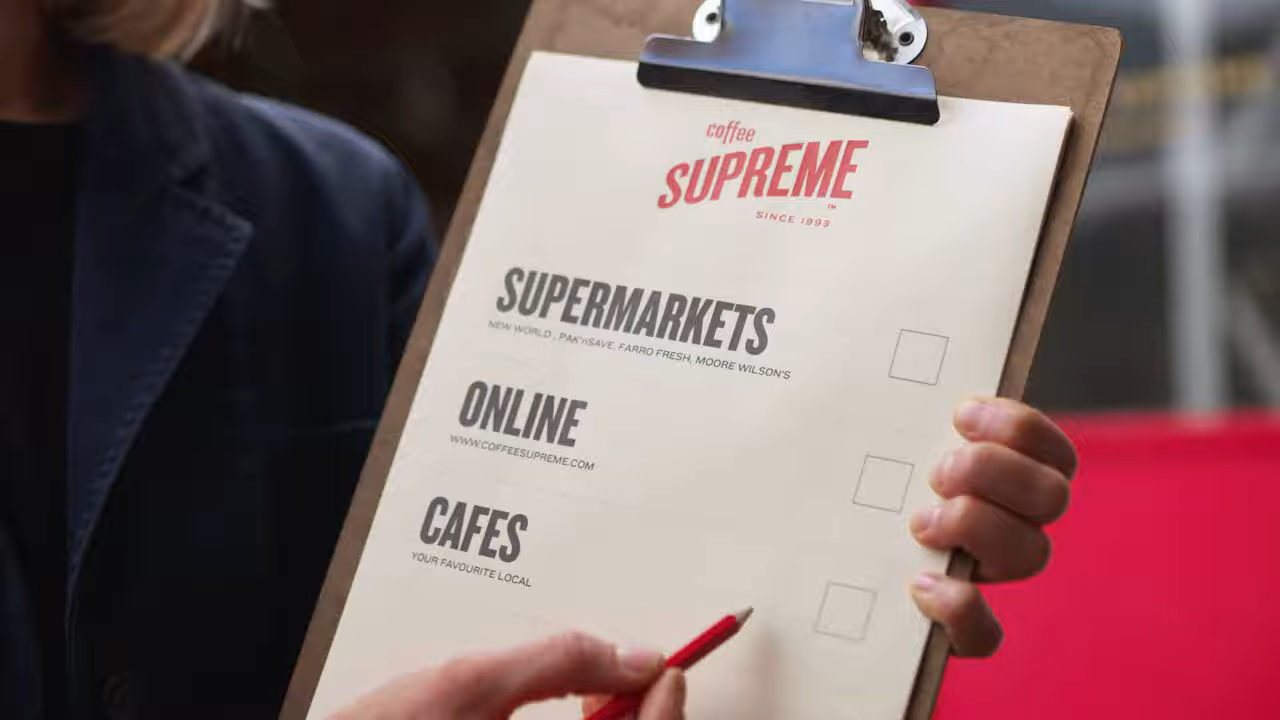 coffee
SUPREME
™
SINCE 1993
SUPERMARKETS
NEW WORLD , PAK'nSAVE, FARRO FRESH, MOORE WILSON'S
ONLINE
WWW.COFFEESUPREME.COM
CAFES
YOUR FAVOURITE LOCAL